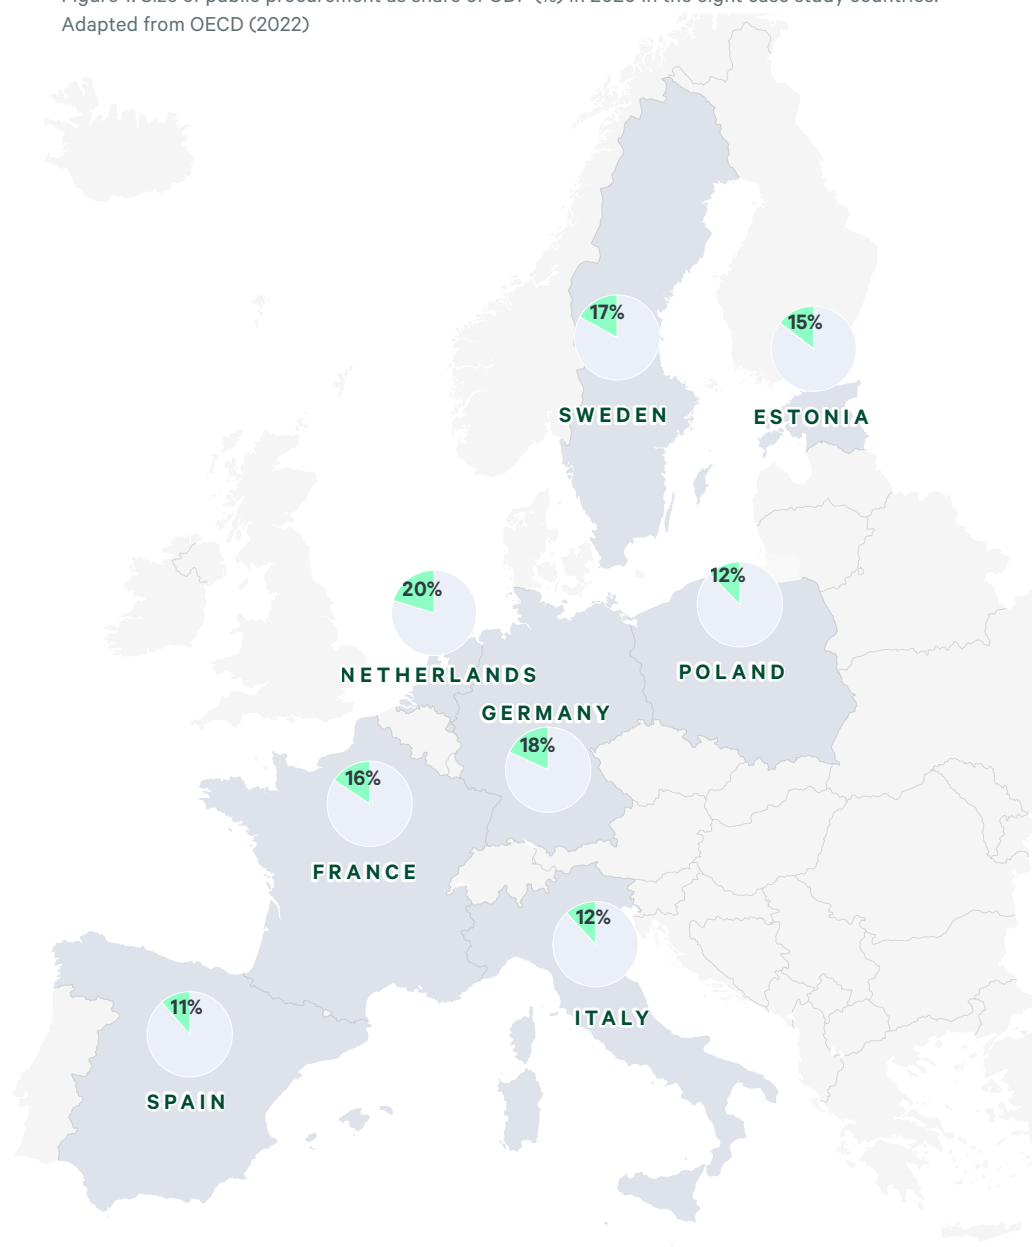 Adapted from OECD (2022)
17%
SWEDEN
15%
ESTONIA
20%
NETHERLANDS
12%
POLAND
GERMANY
18%
16%
FRANCE
12%
ITALY
11%
SPAIN